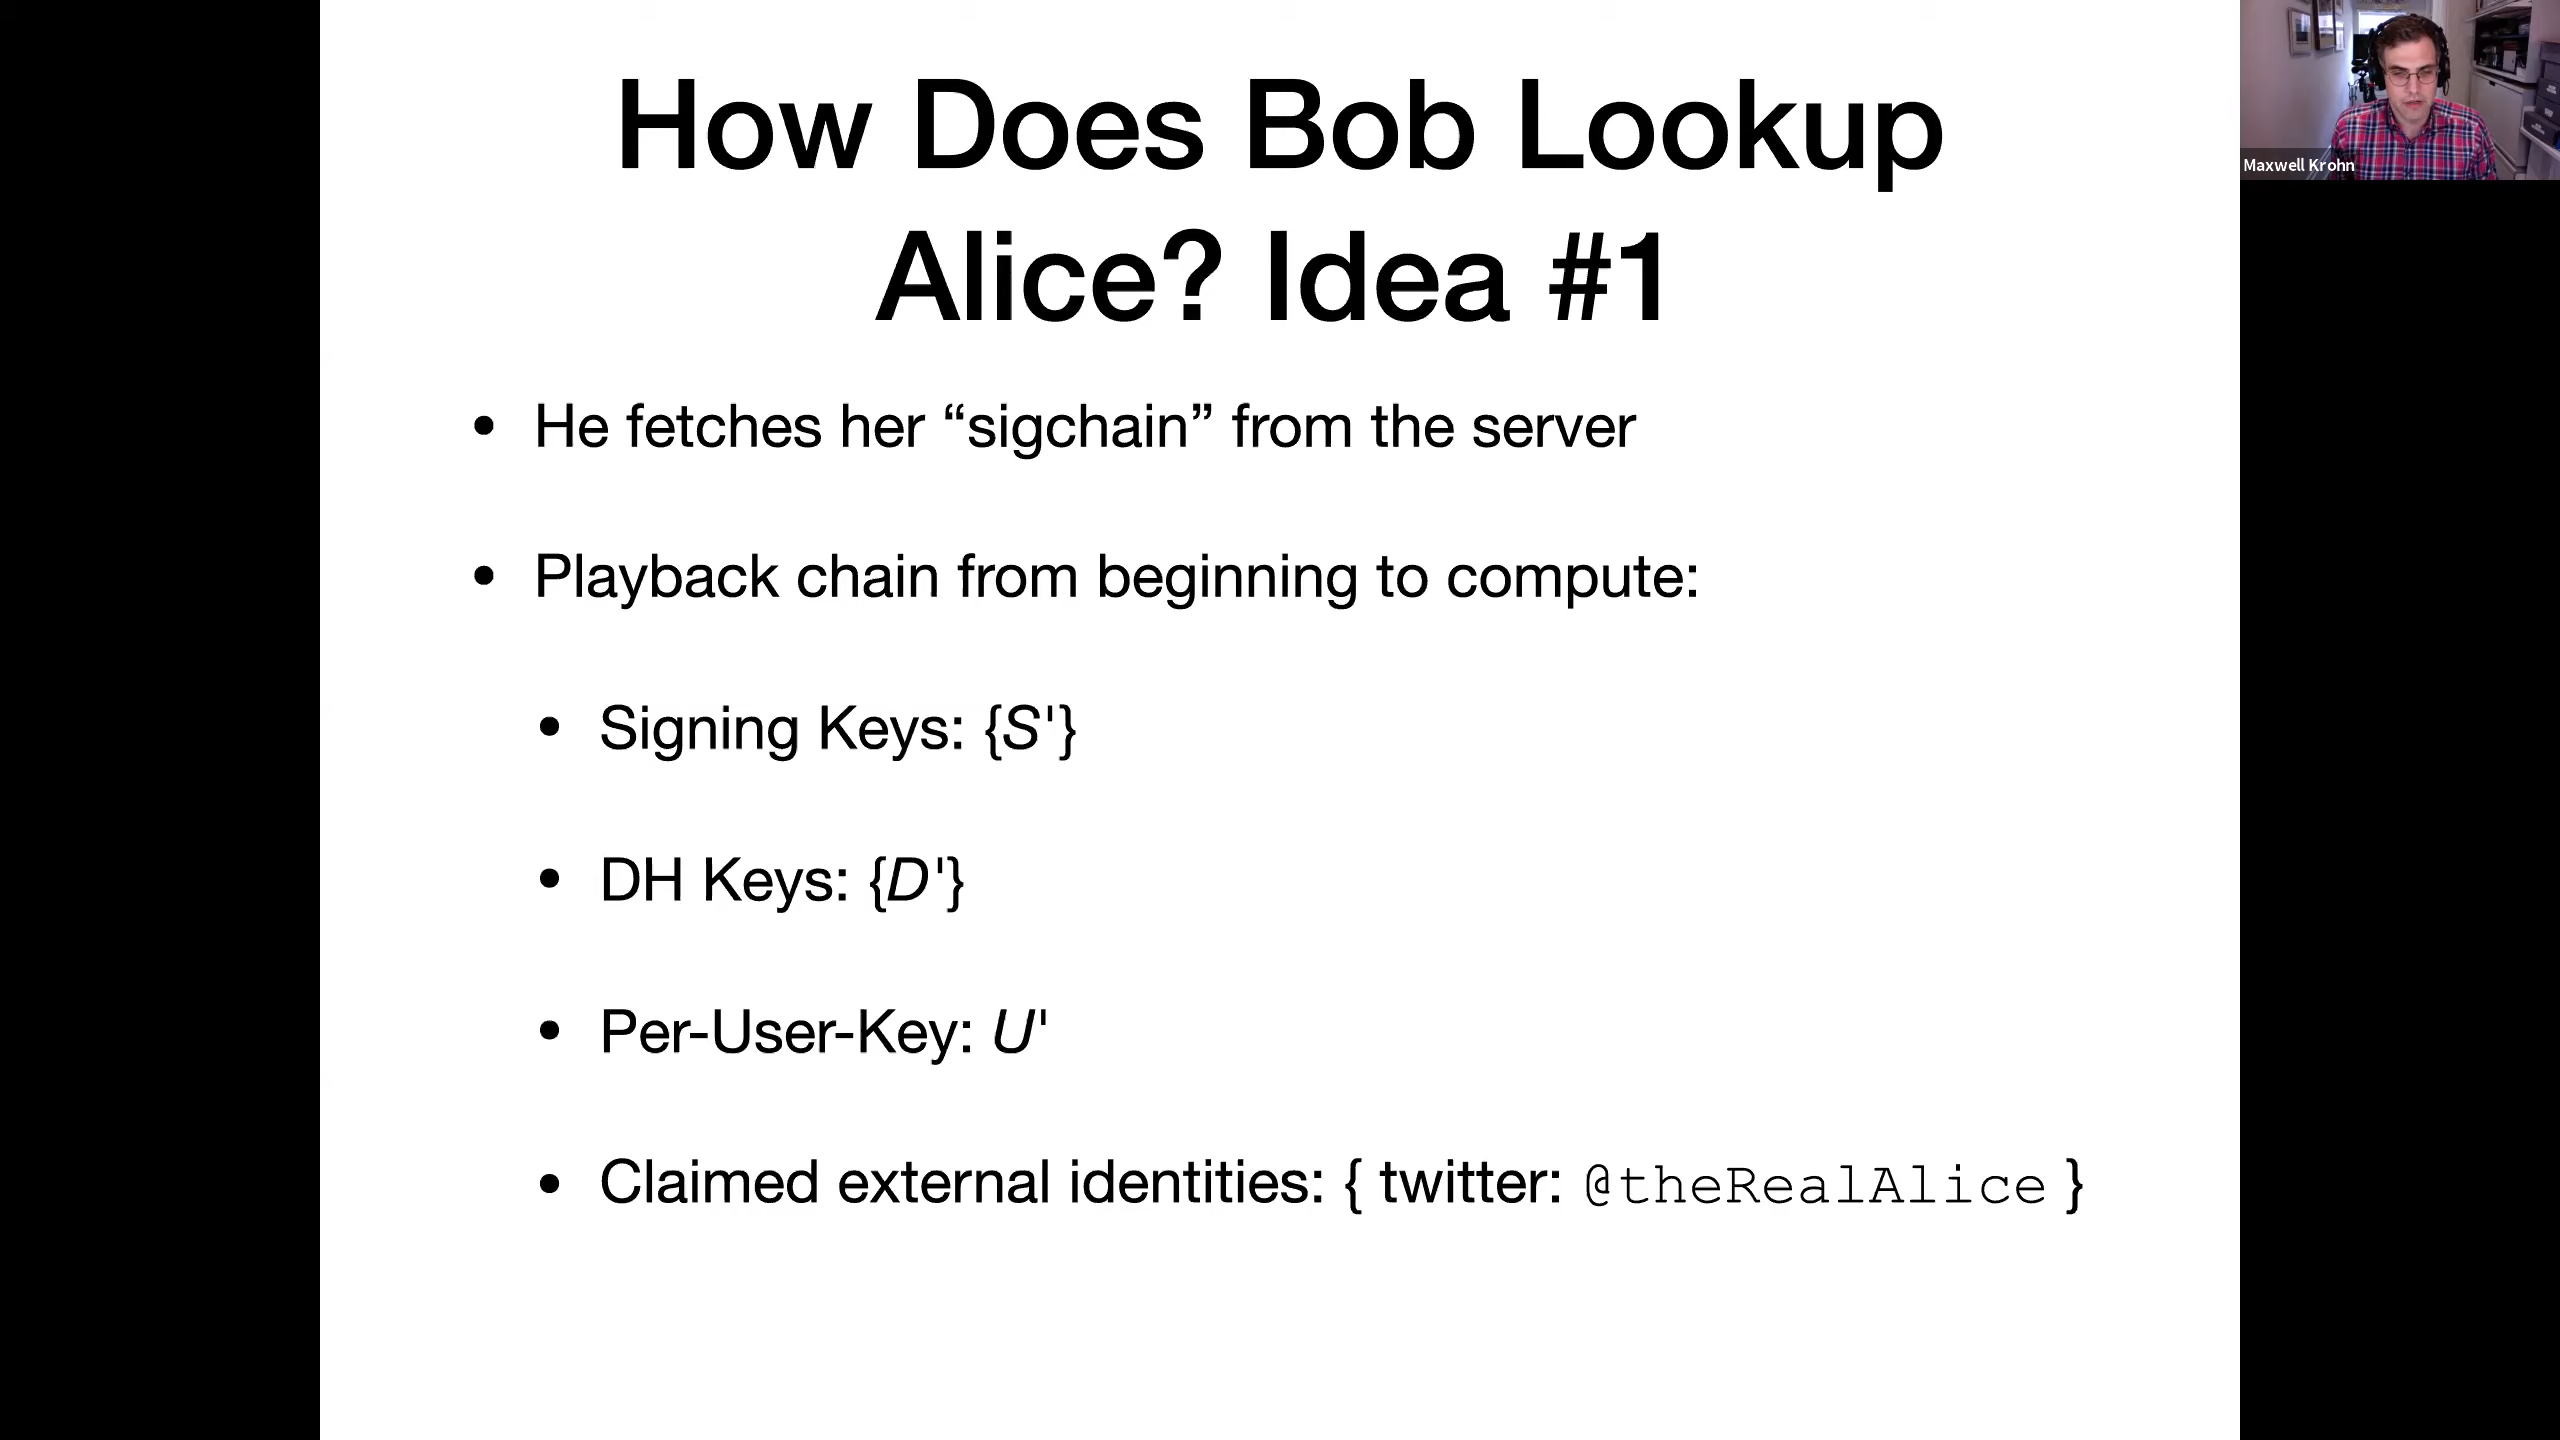 How Does Bob Lookup
Alice? Idea #1
• He fetches her “sigchain” from the server
• Playback chain from beginning to compute:
• Signing Keys: {S'}
• DH Keys: {D'}
• Per-User-Key: U'
• Claimed external identities: { twitter: @theRealAlice }
Maxwell Krohn